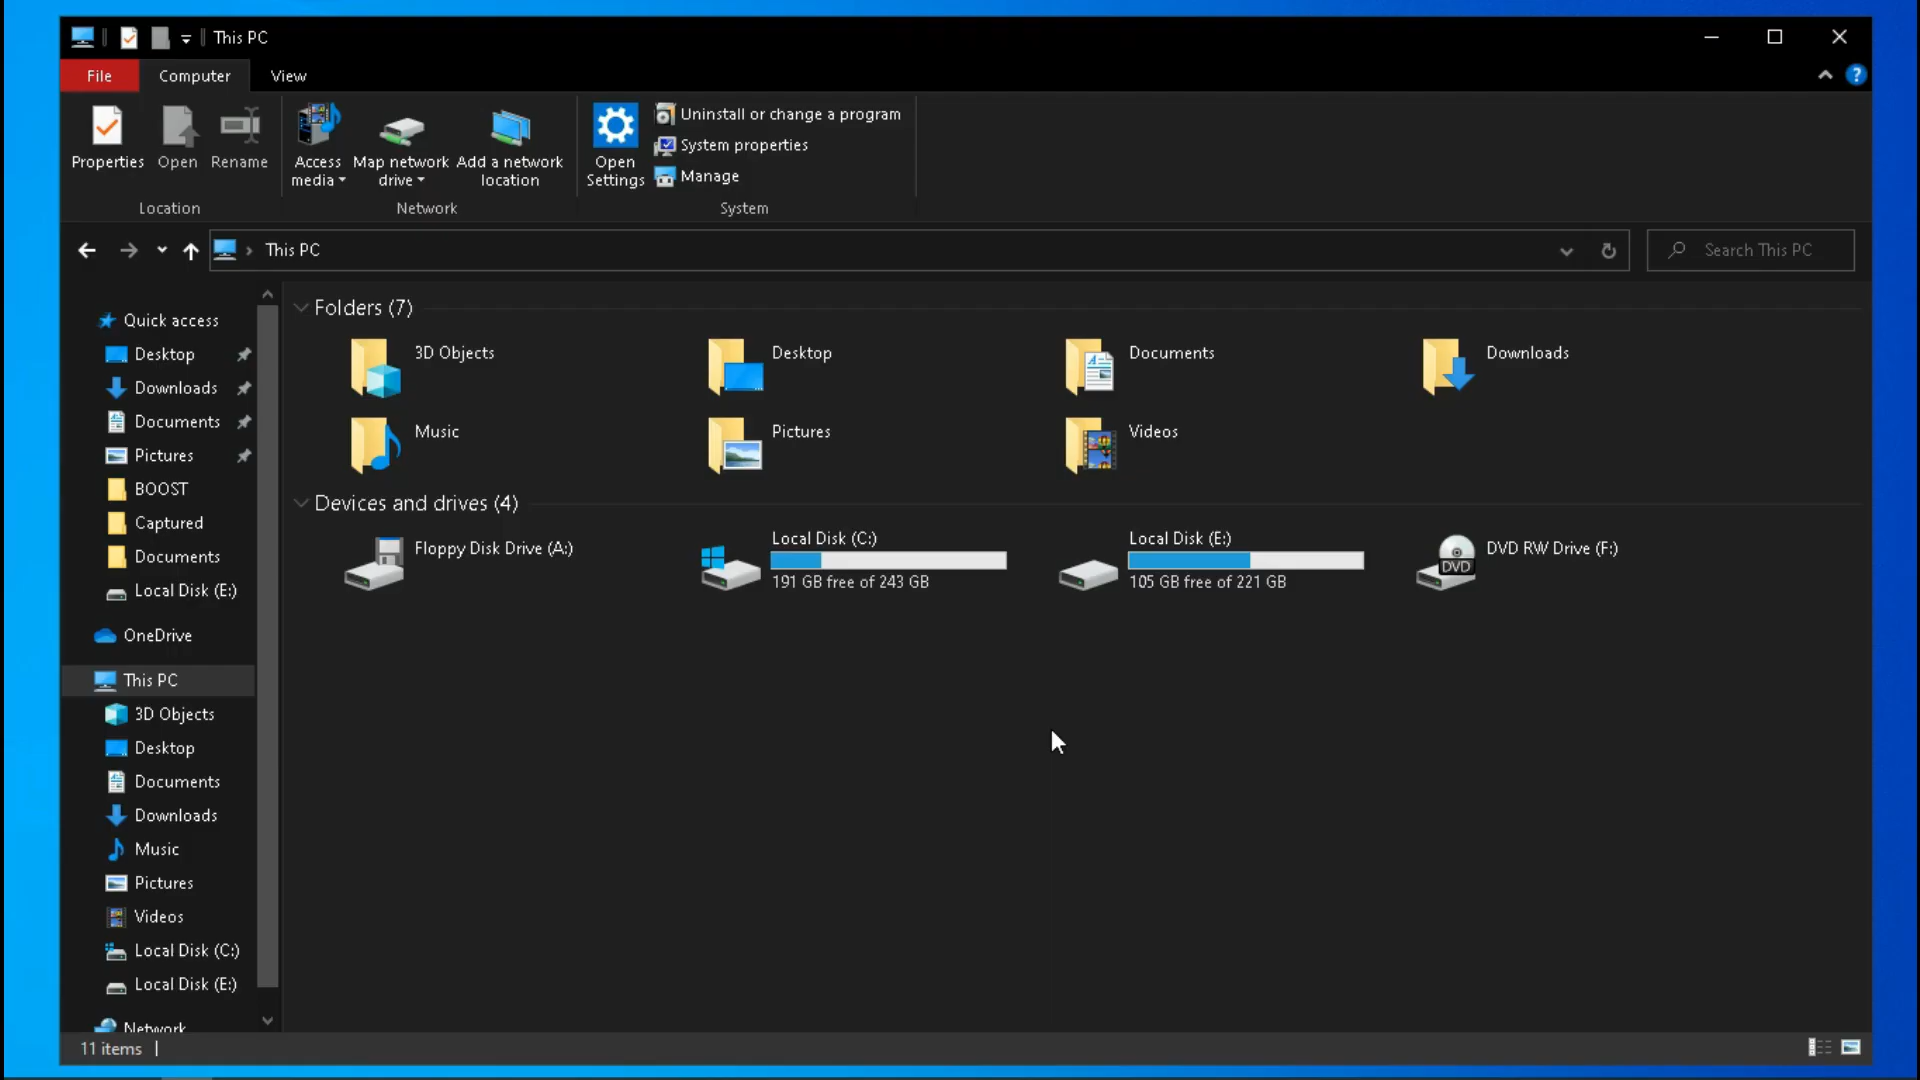 This PC
File
Computer
View
Properties
Open
Rename
Access media
Map network drive
Add a network location
Open Settings
Uninstall or change a program
System properties
Manage
Location
Network
System
This PC
Search This PC
Quick access
Desktop
Downloads
Documents
Pictures
BOOST
Captured
Documents
Local Disk (E:)
OneDrive
This PC
3D Objects
Desktop
Documents
Downloads
Music
Pictures
Videos
Local Disk (C:)
Local Disk (E:)
Network
Folders (7)
3D Objects
Desktop
Documents
Downloads
Music
Pictures
Videos
Devices and drives (4)
Floppy Disk Drive (A:)
Local Disk (C:)
191 GB free of 243 GB
Local Disk (E:)
105 GB free of 221 GB
DVD
DVD RW Drive (F:)
11 items